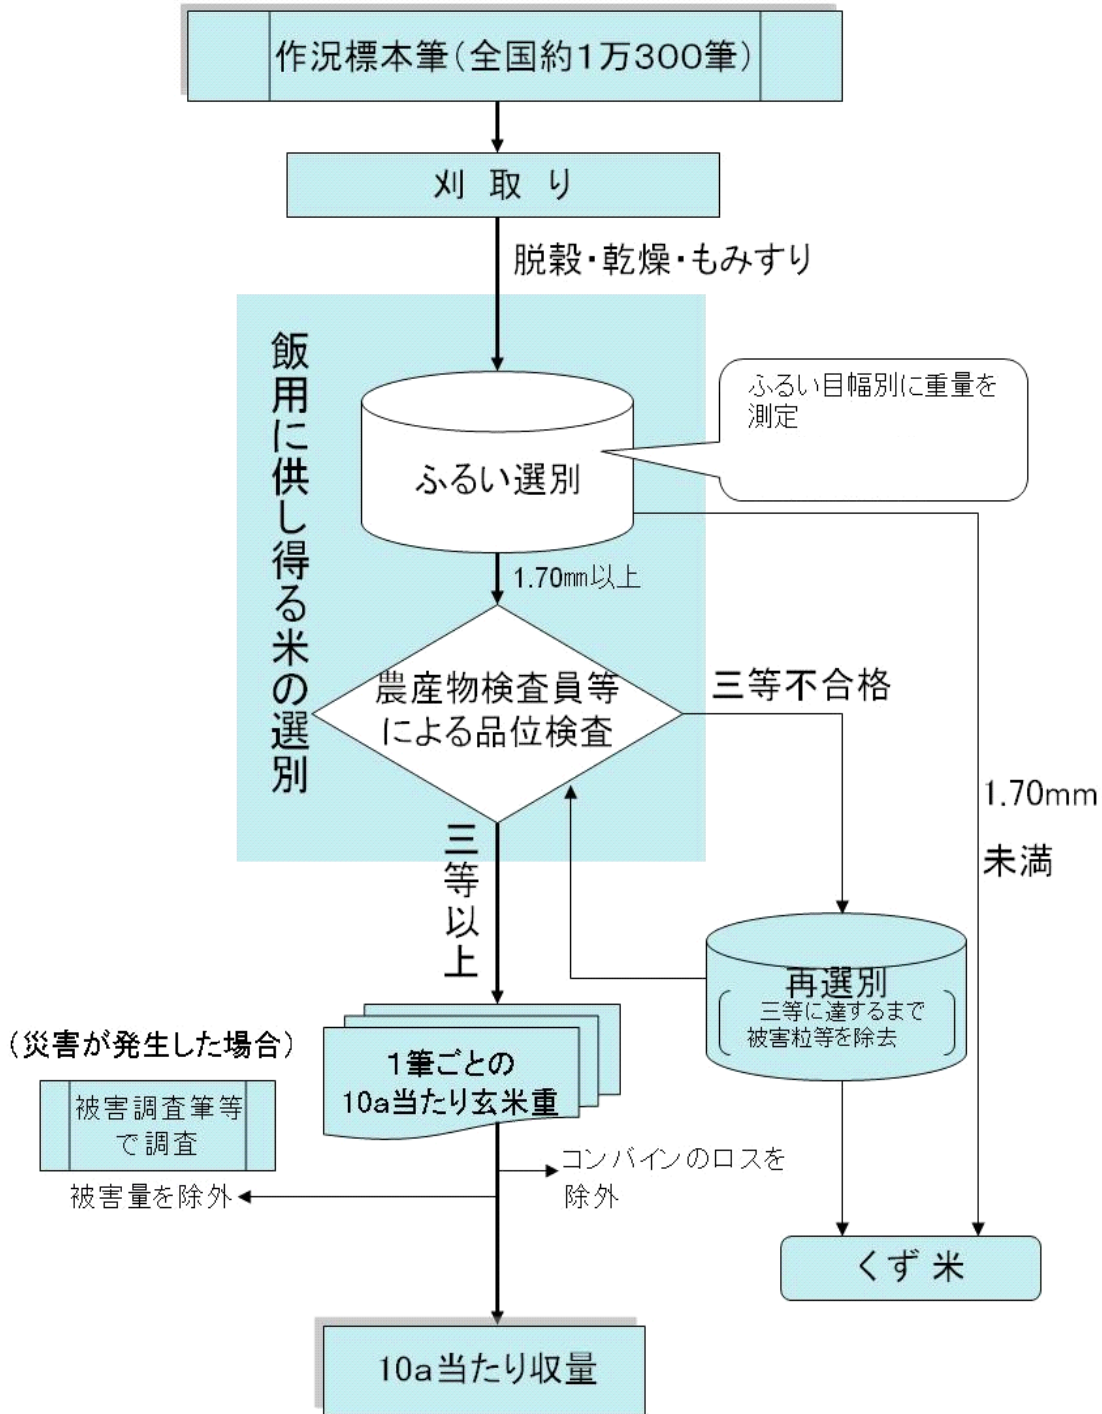 作況標本筆(全国約1万300筆)
刈 取 り
脱穀・乾燥・もみすり
飯用に供し得る米の選別
ふるい目幅別に重量を
測定
ふるい選別
1.70㎜以上
農産物検査員等
による品位検査
三等不合格
1.70mm
未満
三等以上
再選別
三等に達するまで
被害粒等を除去
(災害が発生した場合)
被害調査筆等
で調査
1筆ごとの
10a当たり玄米重
コンバインのロスを
除外
被害量を除外
くず 米
10a当たり収量